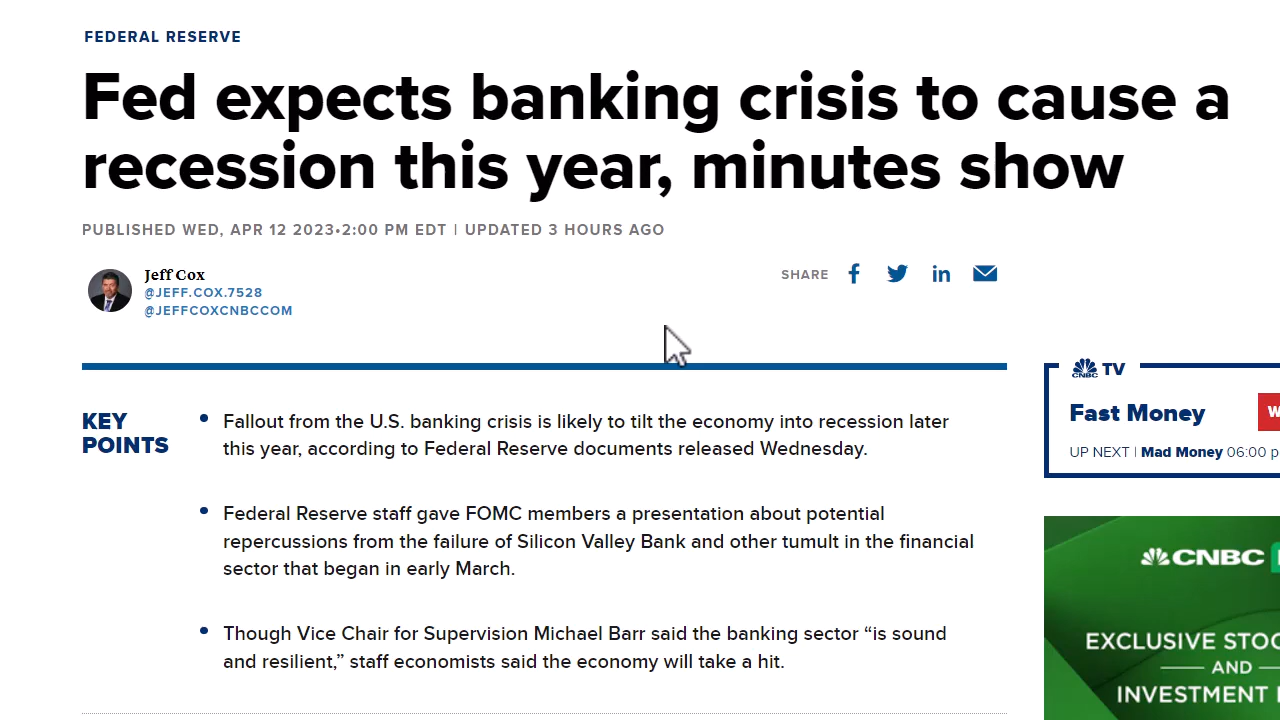 FEDERAL RESERVE
Fed expects banking crisis to cause a
recession this year, minutes show
PUBLISHED WED, APR 12 2023•2:00 PM EDT | UPDATED 3 HOURS AGO
Jeff Cox
@JEFF.COX.7528
@JEFFCOXCNBCCOM
SHARE
KEY
POINTS
• Fallout from the U.S. banking crisis is likely to tilt the economy into recession later
this year, according to Federal Reserve documents released Wednesday.
• Federal Reserve staff gave FOMC members a presentation about potential
repercussions from the failure of Silicon Valley Bank and other tumult in the financial
sector that began in early March.
• Though Vice Chair for Supervision Michael Barr said the banking sector “is sound
and resilient,” staff economists said the economy will take a hit.
CNBC TV
Fast Money
UP NEXT | Mad Money 06:00 p
CNBC
EXCLUSIVE STOC
AND
INVESTMENT